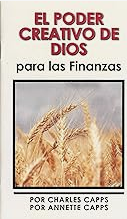 EL PODER
CREATIVO DE
DIOS
para las Finanzas
POR CHARLES CAPPS
POR ANNETTE CAPPS